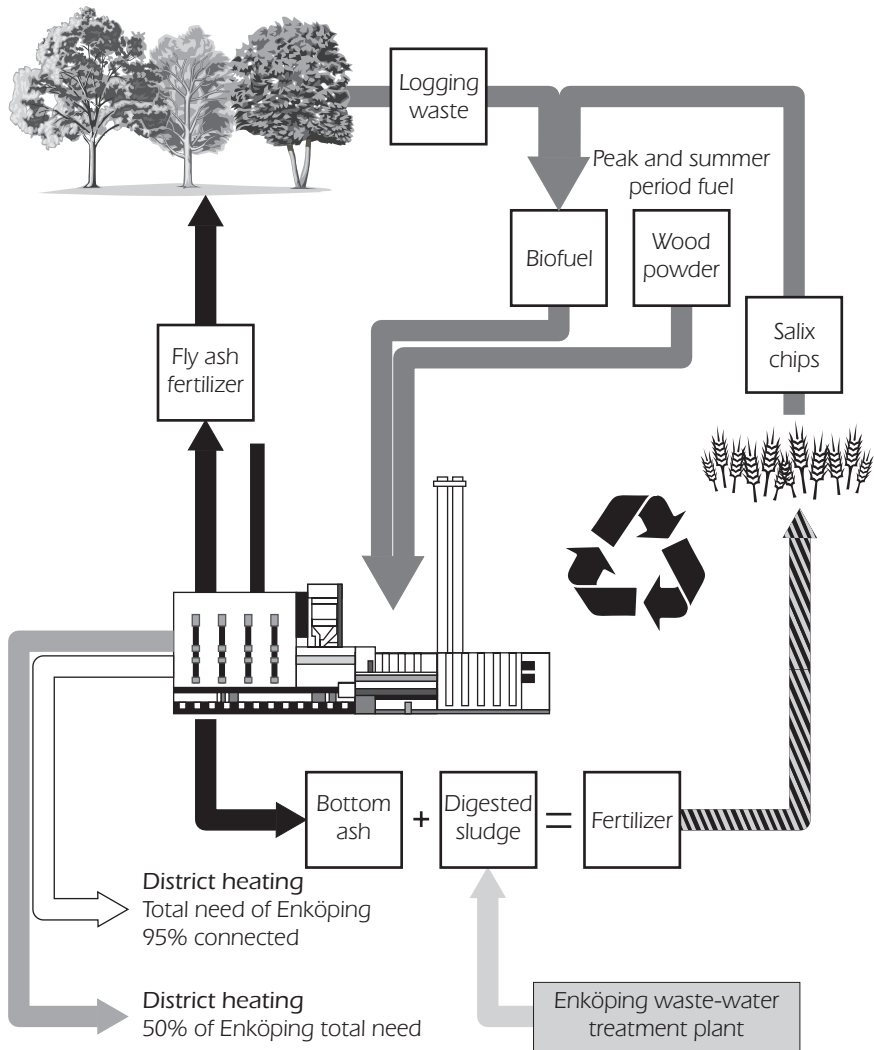 Logging
waste
Peak and summer
period fuel
Biofuel
Wood
powder
Salix
chips
Fly ash
fertilizer
Bottom
ash
+
Digested
sludge
=
Fertilizer
District heating
Total need of Enköping
95% connected
District heating
50% of Enköping total need
Enköping waste-water
treatment plant